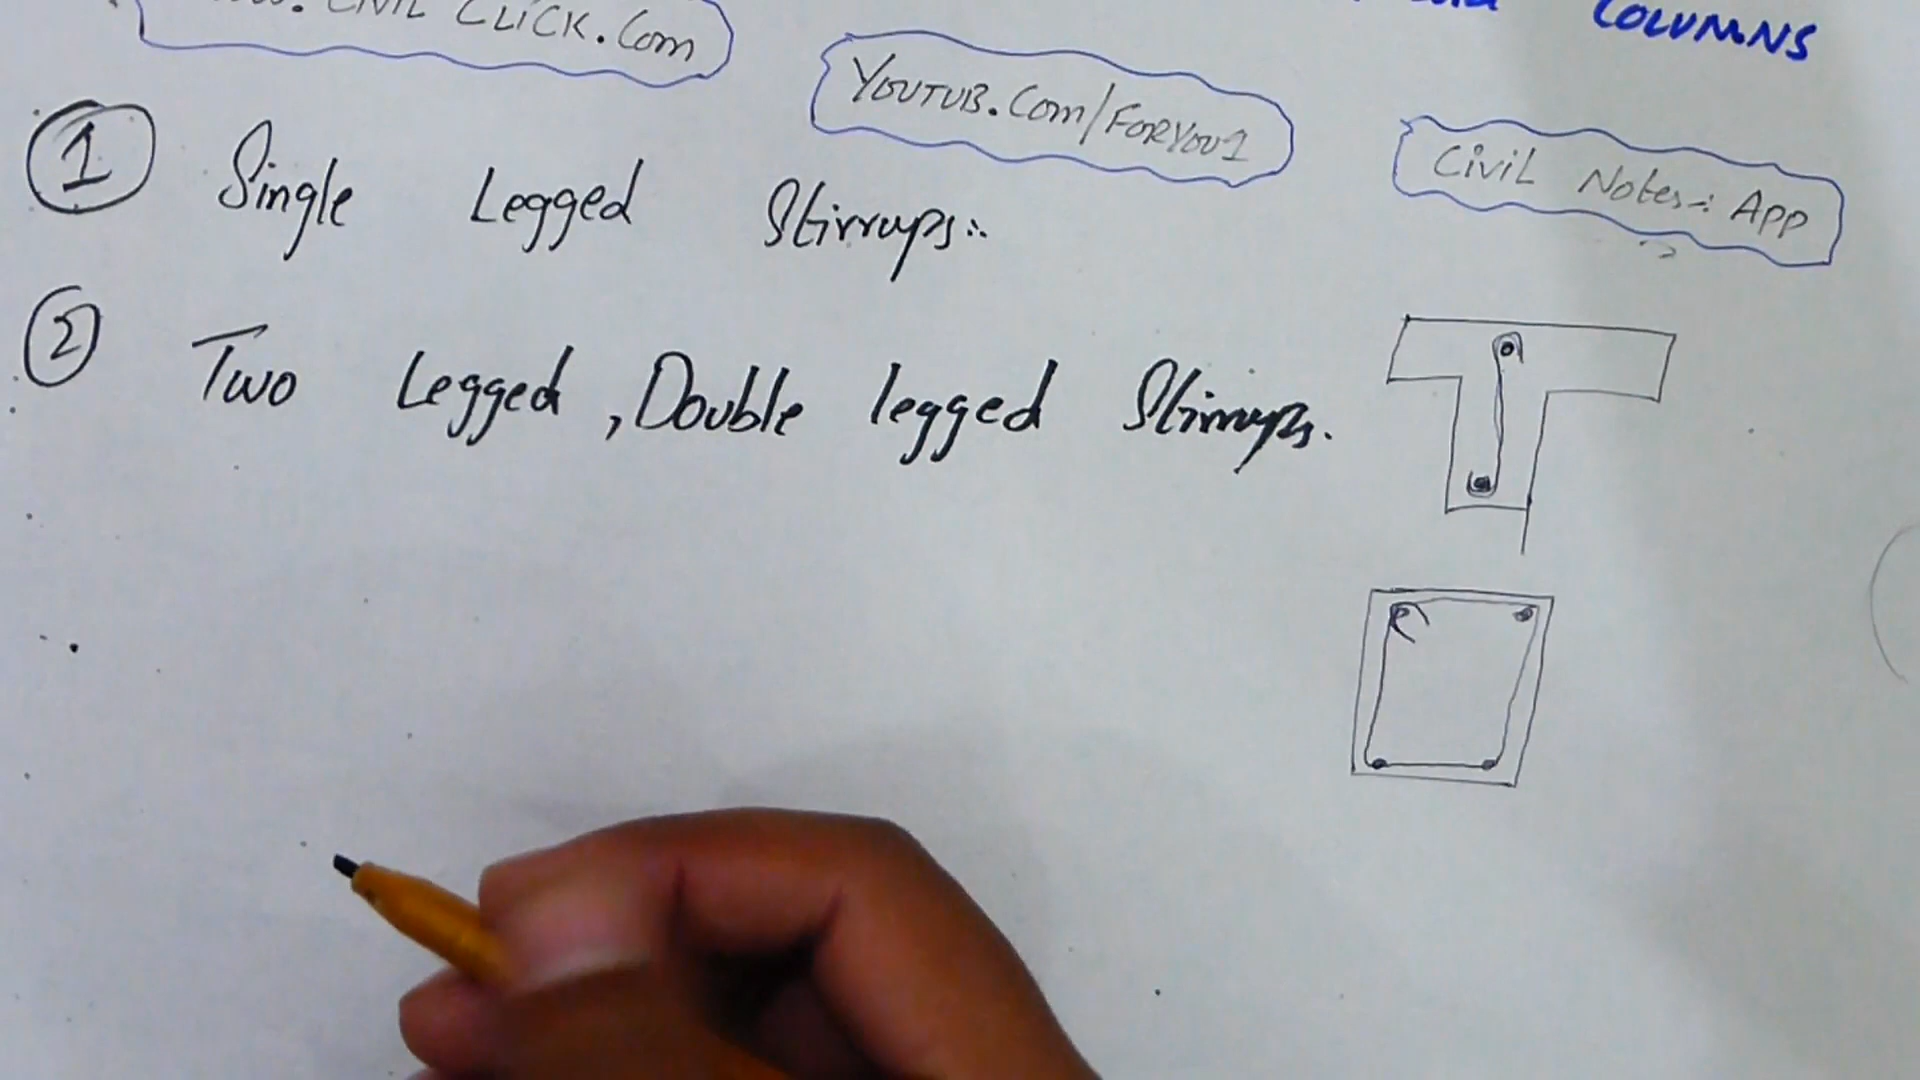 CIVIL CLICK.Com
COLUMNS
YOUTUB.Com/FORYOU1
Civil Notes-: App
1 Single Legged Stirrups:.
2 Two Legged, Double legged Stirrups.